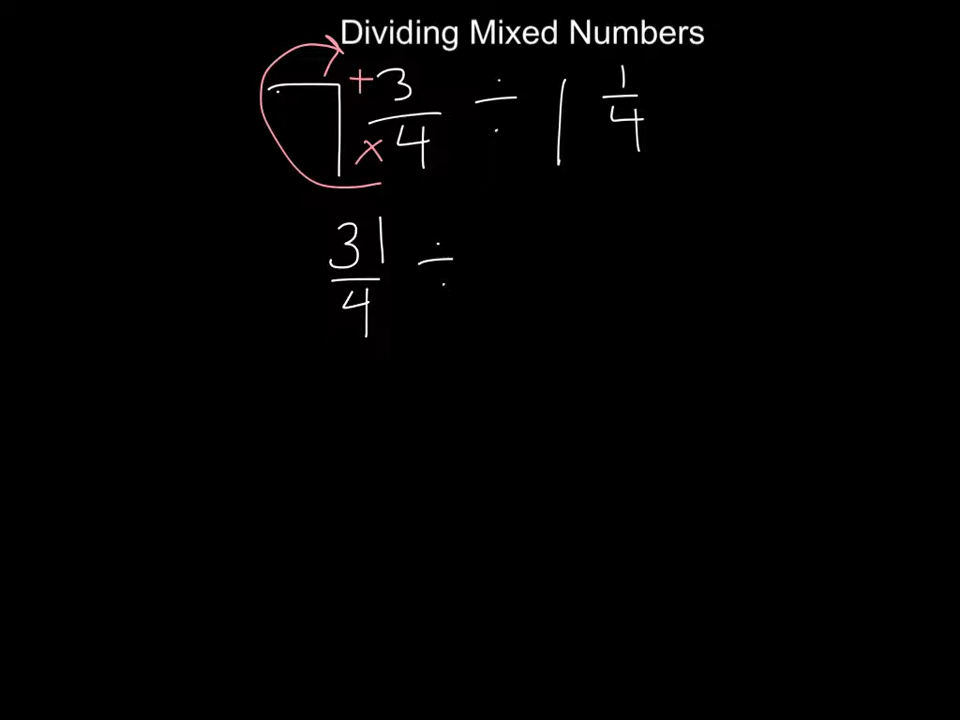 Dividing Mixed Numbers
7 + 3/4 × ÷ 1 1/4
31/4 ÷